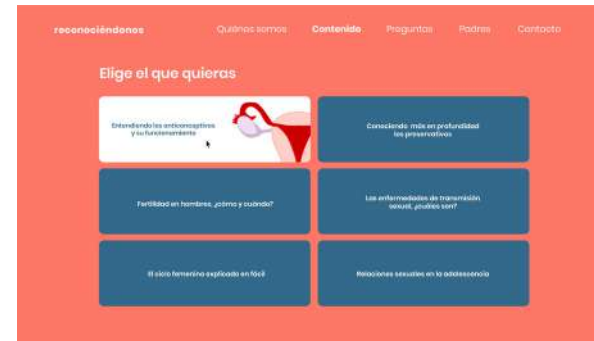 reconociéndonos
Quiénes somos
Contenido
Preguntas
Padres
Contacto
Elige el que quieras
Entendiendo los anticonceptivos
y su funcionamiento
Conociendo más en profundidad
los preservativos
Fertilidad en hombres, ¿cómo y cuándo?
Las enfermedades de transmisión
sexual, ¿cuáles son?
El ciclo femenino explicado en fácil
Relaciones sexuales en la adolescencia